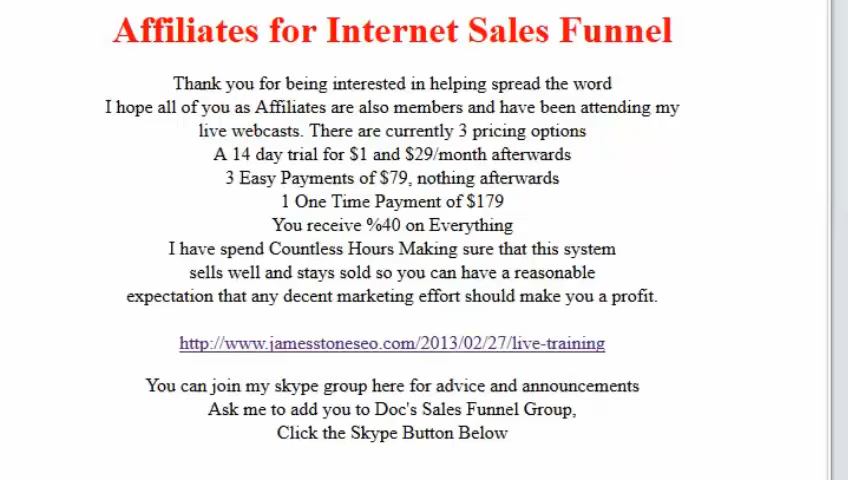 Affiliates for Internet Sales Funnel
Thank you for being interested in helping spread the word
I hope all of you as Affiliates are also members and have been attending my
live webcasts. There are currently 3 pricing options
A 14 day trial for $1 and $29/month afterwards
3 Easy Payments of $79, nothing afterwards
1 One Time Payment of $179
You receive %40 on Everything
I have spend Countless Hours Making sure that this system
sells well and stays sold so you can have a reasonable
expectation that any decent marketing effort should make you a profit.
http://www.jamesstoneseo.com/2013/02/27/live-training
You can join my skype group here for advice and announcements
Ask me to add you to Doc's Sales Funnel Group,
Click the Skype Button Below